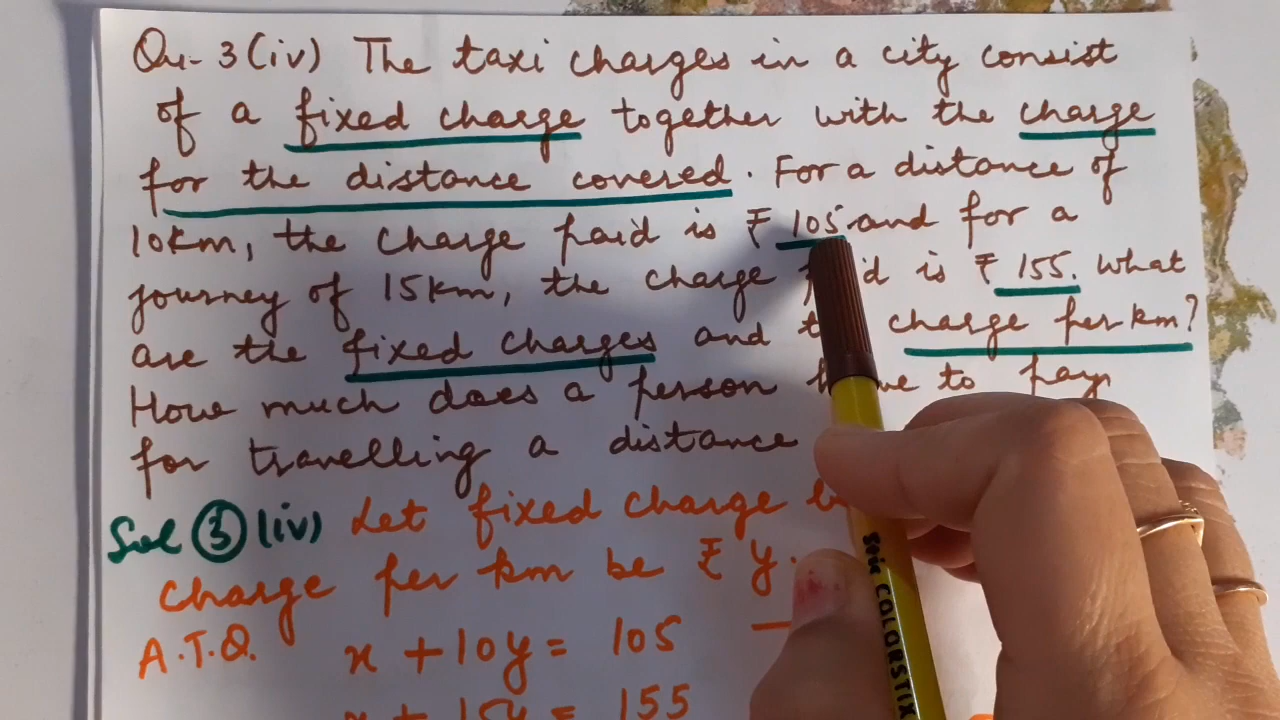 Qu. 3(iv) The taxi charges in a city consist
of a fixed charge together with the charge
for the distance covered. For a distance of
10km, the charge paid is ₹ 105 and for a
journey of 15km, the charge is ₹ 155. What
are the fixed charges and charge per km?
How much does a person to pay
for travelling a distance
Sol 3 (iv) Let fixed charge
charge per km be ₹ y.
A.T.Q. x + 10y = 105
x + 15y = 155
COLORSTIX